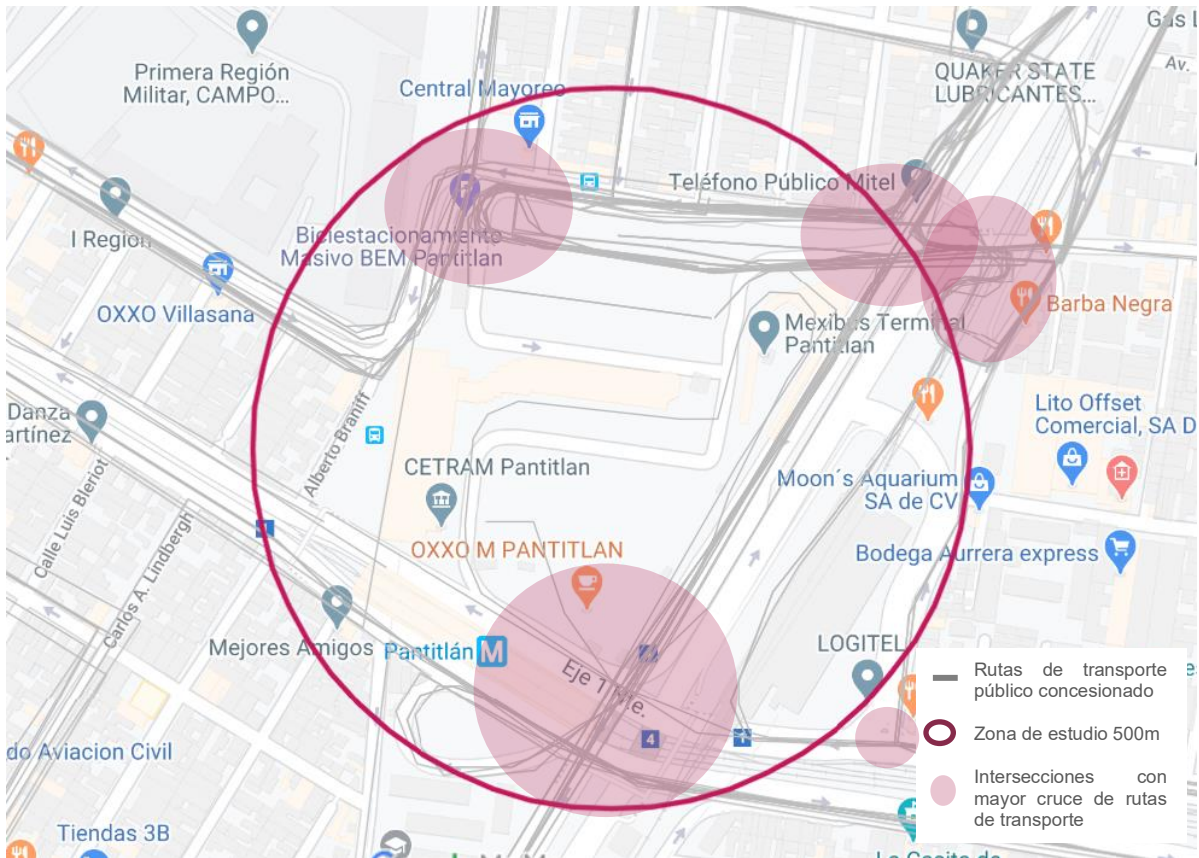 Gas L
Primera Región
Militar, CAMPO...
Central Mayoreo
QUAKER STATE
LUBRICANTES...
Av.
Teléfono Público Mitel
I Región
Biciestacionamiento
Masivo BEM Pantitlan
OXXO Villasana
Mexibus Terminal
Pantitlan
Barba Negra
Danza
artínez
Alberto Braniff
Lito Offset
Comercial, SA D
CETRAM Pantitlan
Moon´s Aquarium
SA de CV
Calle Luis Bleriot
Carlos A. Lindbergh
OXXO M PANTITLAN
Bodega Aurrera express
Mejores Amigos
Pantitlán
M
Eje 1 Nte.
LOGITEL
4
do Aviacion Civil
Tiendas 3B
Rutas de transporte
público concesionado
Zona de estudio 500m
Intersecciones con
mayor cruce de rutas
de transporte